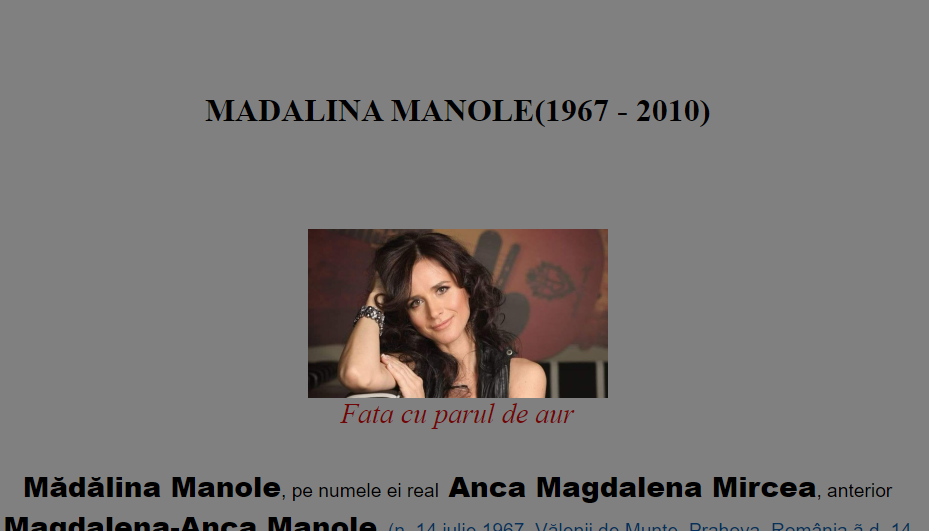 MADALINA MANOLE(1967 - 2010)
Fata cu parul de aur
Mădălina Manole, pe numele ei real Anca Magdalena Mircea, anterior
Magdalena-Anca Manole (n. 14 iulie 1967, Vălenii de Munte, Prahova, România ă d. 14